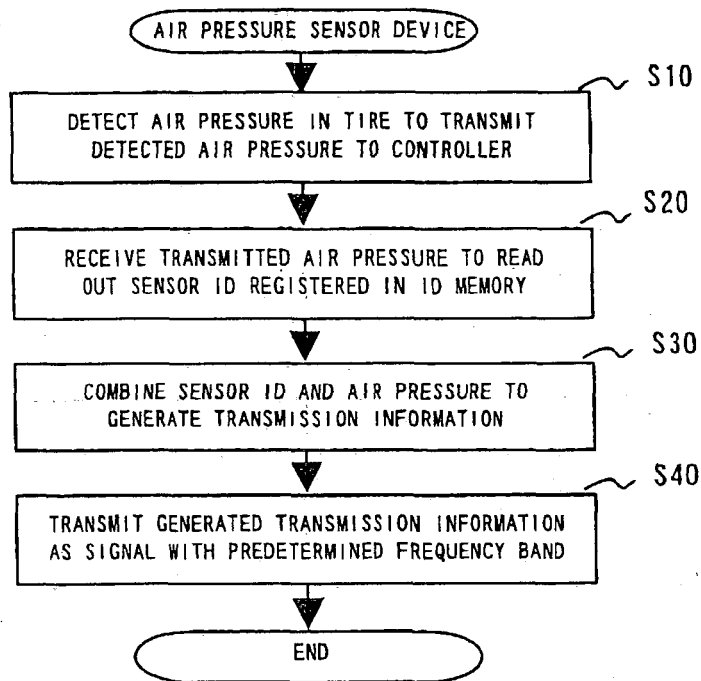 AIR PRESSURE SENSOR DEVICE
S10
DETECT AIR PRESSURE IN TIRE TO TRANSMIT
DETECTED AIR PRESSURE TO CONTROLLER
S20
RECEIVE TRANSMITTED AIR PRESSURE TO READ
OUT SENSOR ID REGISTERED IN ID MEMORY
S30
COMBINE SENSOR ID AND AIR PRESSURE TO
GENERATE TRANSMISSION INFORMATION
S40
TRANSMIT GENERATED TRANSMISSION INFORMATION
AS SIGNAL WITH PREDETERMINED FREQUENCY BAND
END